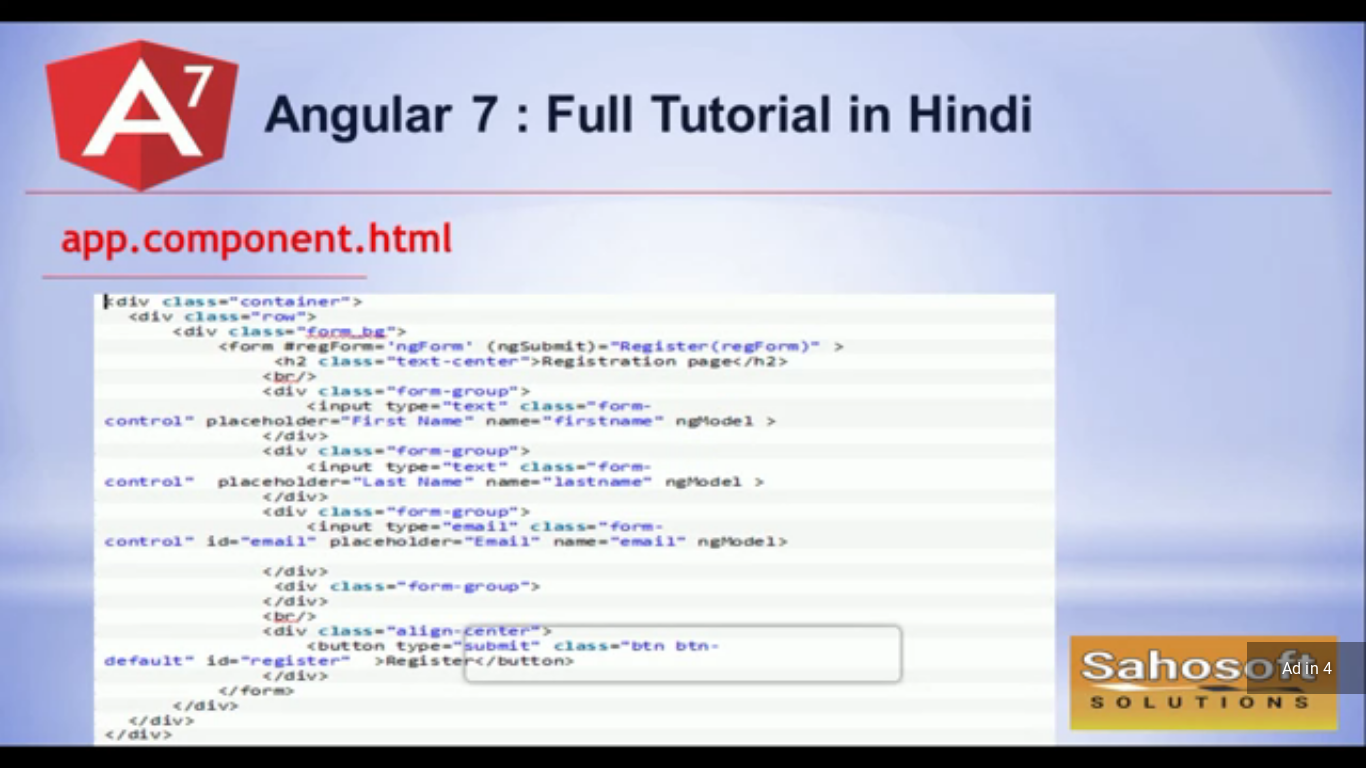 A7
Angular 7 : Full Tutorial in Hindi
app.component.html
<div class="container">
<div class="row">
<div class="form_bg">
<form #regForm='ngForm' (ngSubmit)="Register(regForm)" >
<h2 class="text-center">Registration page</h2>
<br/>
<div class="form-group">
<input type="text" class="form-
control" placeholder="First Name" name="firstname" ngModel >
</div>
<div class="form-group">
<input type="text" class="form-
control"  placeholder="Last Name" name="lastname" ngModel >
</div>
<div class="form-group">
<input type="email" class="form-
control" id="email" placeholder="Email" name="email" ngModel>
</div>
<div class="form-group">
</div>
<br/>
<div class="align-center">
<button type="submit" class="btn btn-
default" id="register"  >Register</button>
</div>
</form>
</div>
</div>
</div>
Sahosoft
SOLUTIONS
Ad in 4